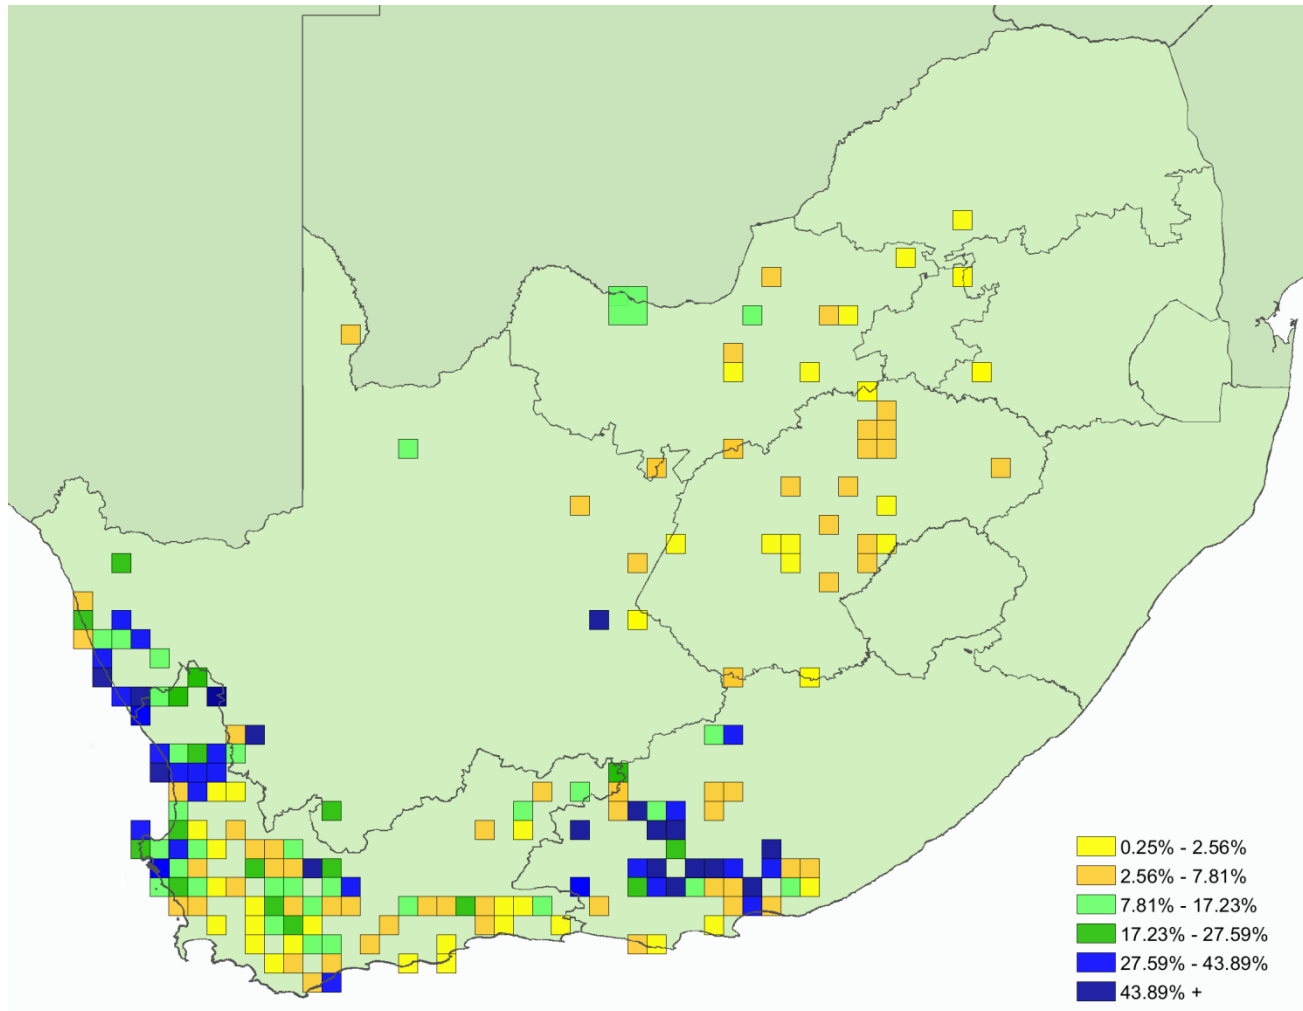 0.25% - 2.56%
2.56% - 7.81%
7.81% - 17.23%
17.23% - 27.59%
27.59% - 43.89%
43.89% +